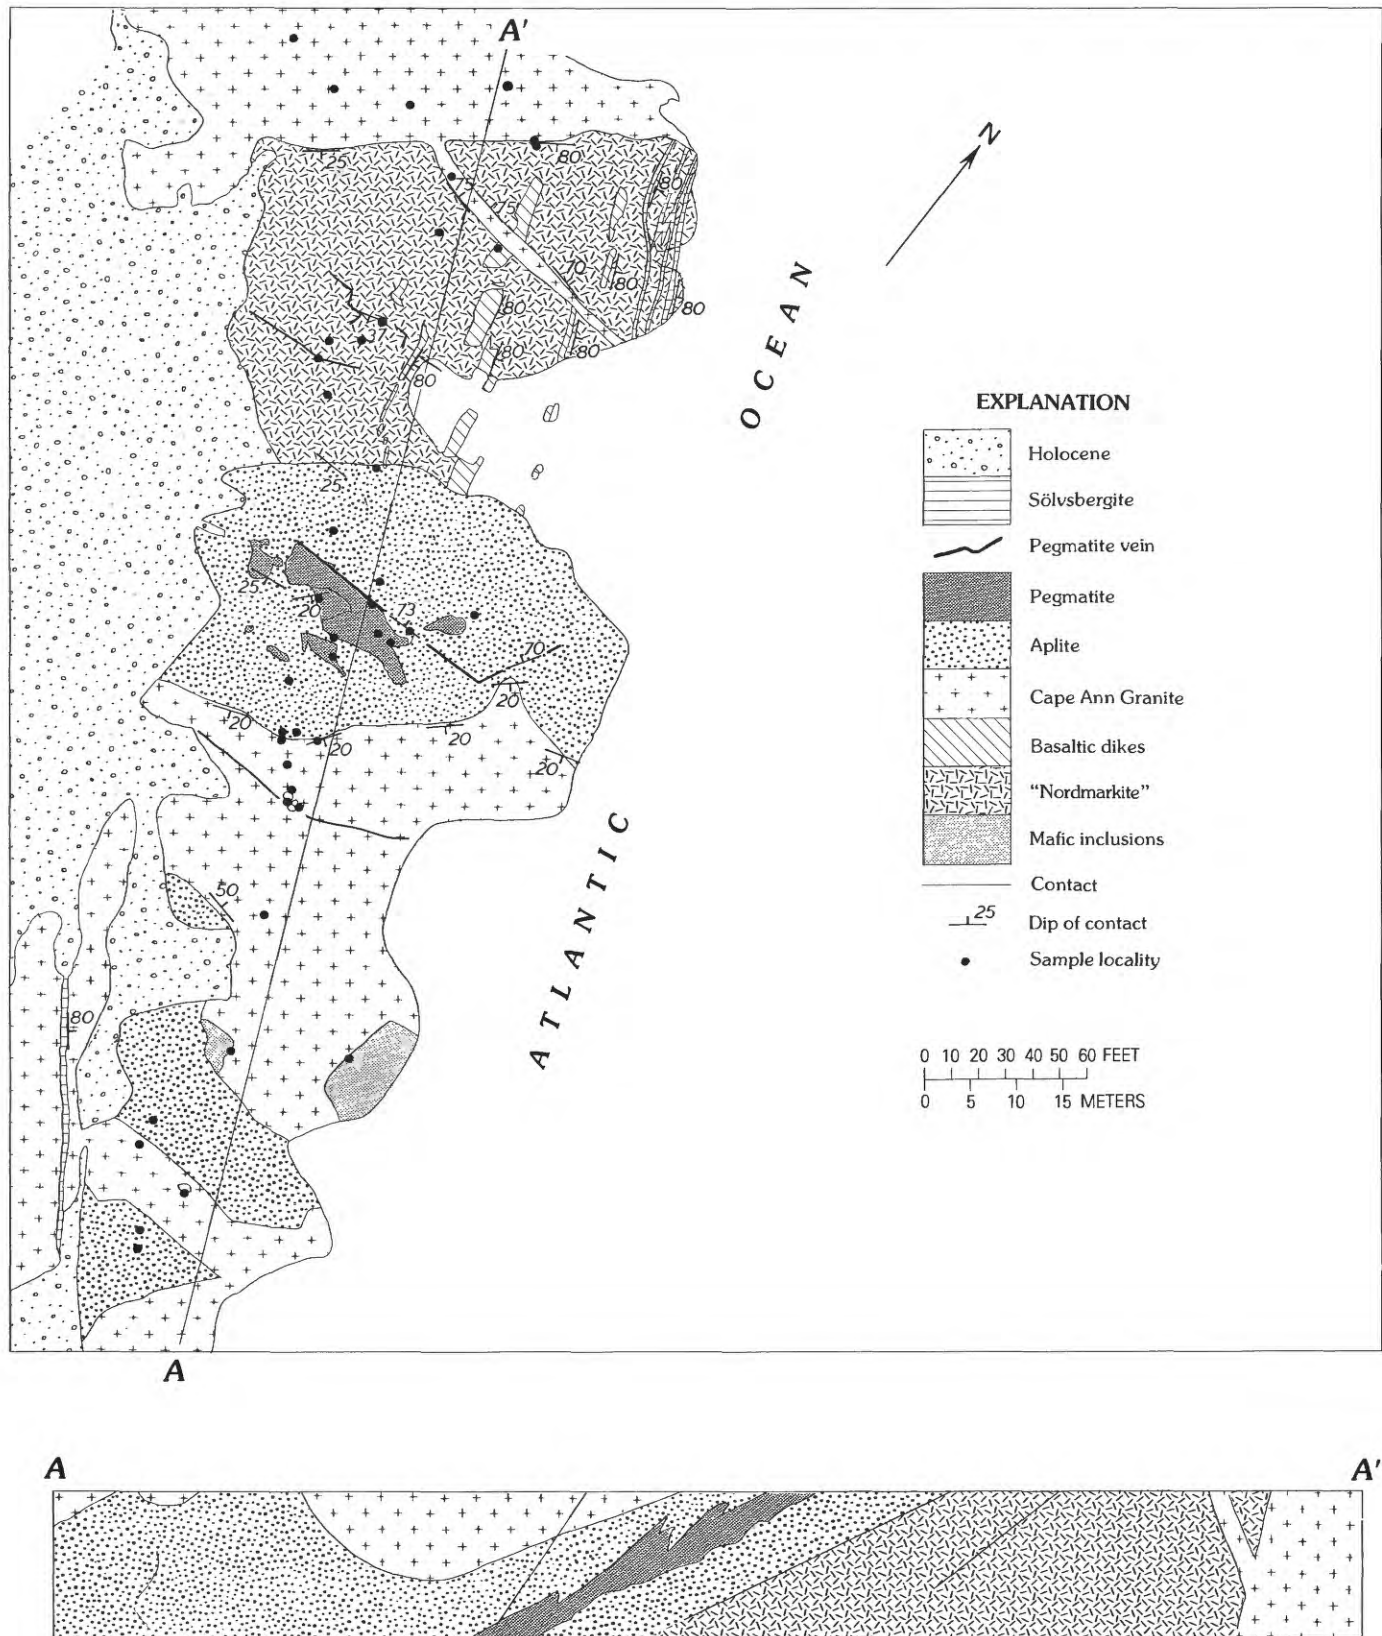 A'
N
25
80
80
75
75
70
80
80
37
80
80
80
80
OCEAN
25
25
20
73
70
20
20
20
20
20
50
80
ATLANTIC
A
EXPLANATION
Holocene
Sölvsbergite
Pegmatite vein
Pegmatite
Aplite
Cape Ann Granite
Basaltic dikes
"Nordmarkite"
Mafic inclusions
Contact
25 Dip of contact
Sample locality
0 10 20 30 40 50 60 FEET
0 5 10 15 METERS
A A'